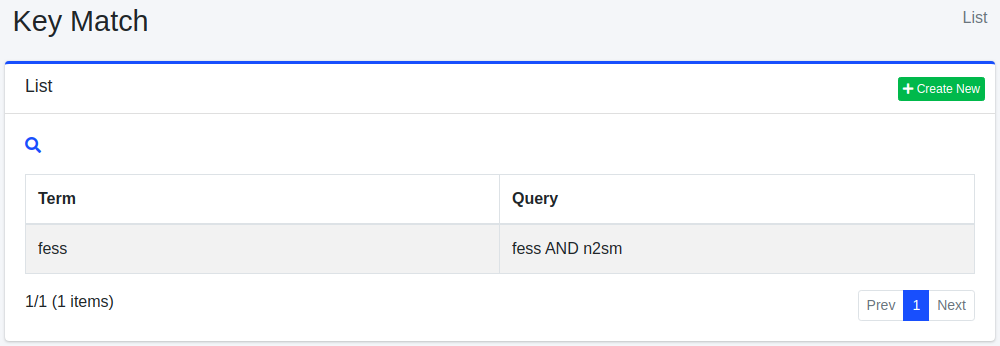 Key Match
List
List
Create New
Term Query
fess fess AND n2sm
1/1 (1 items)
Prev 1 Next